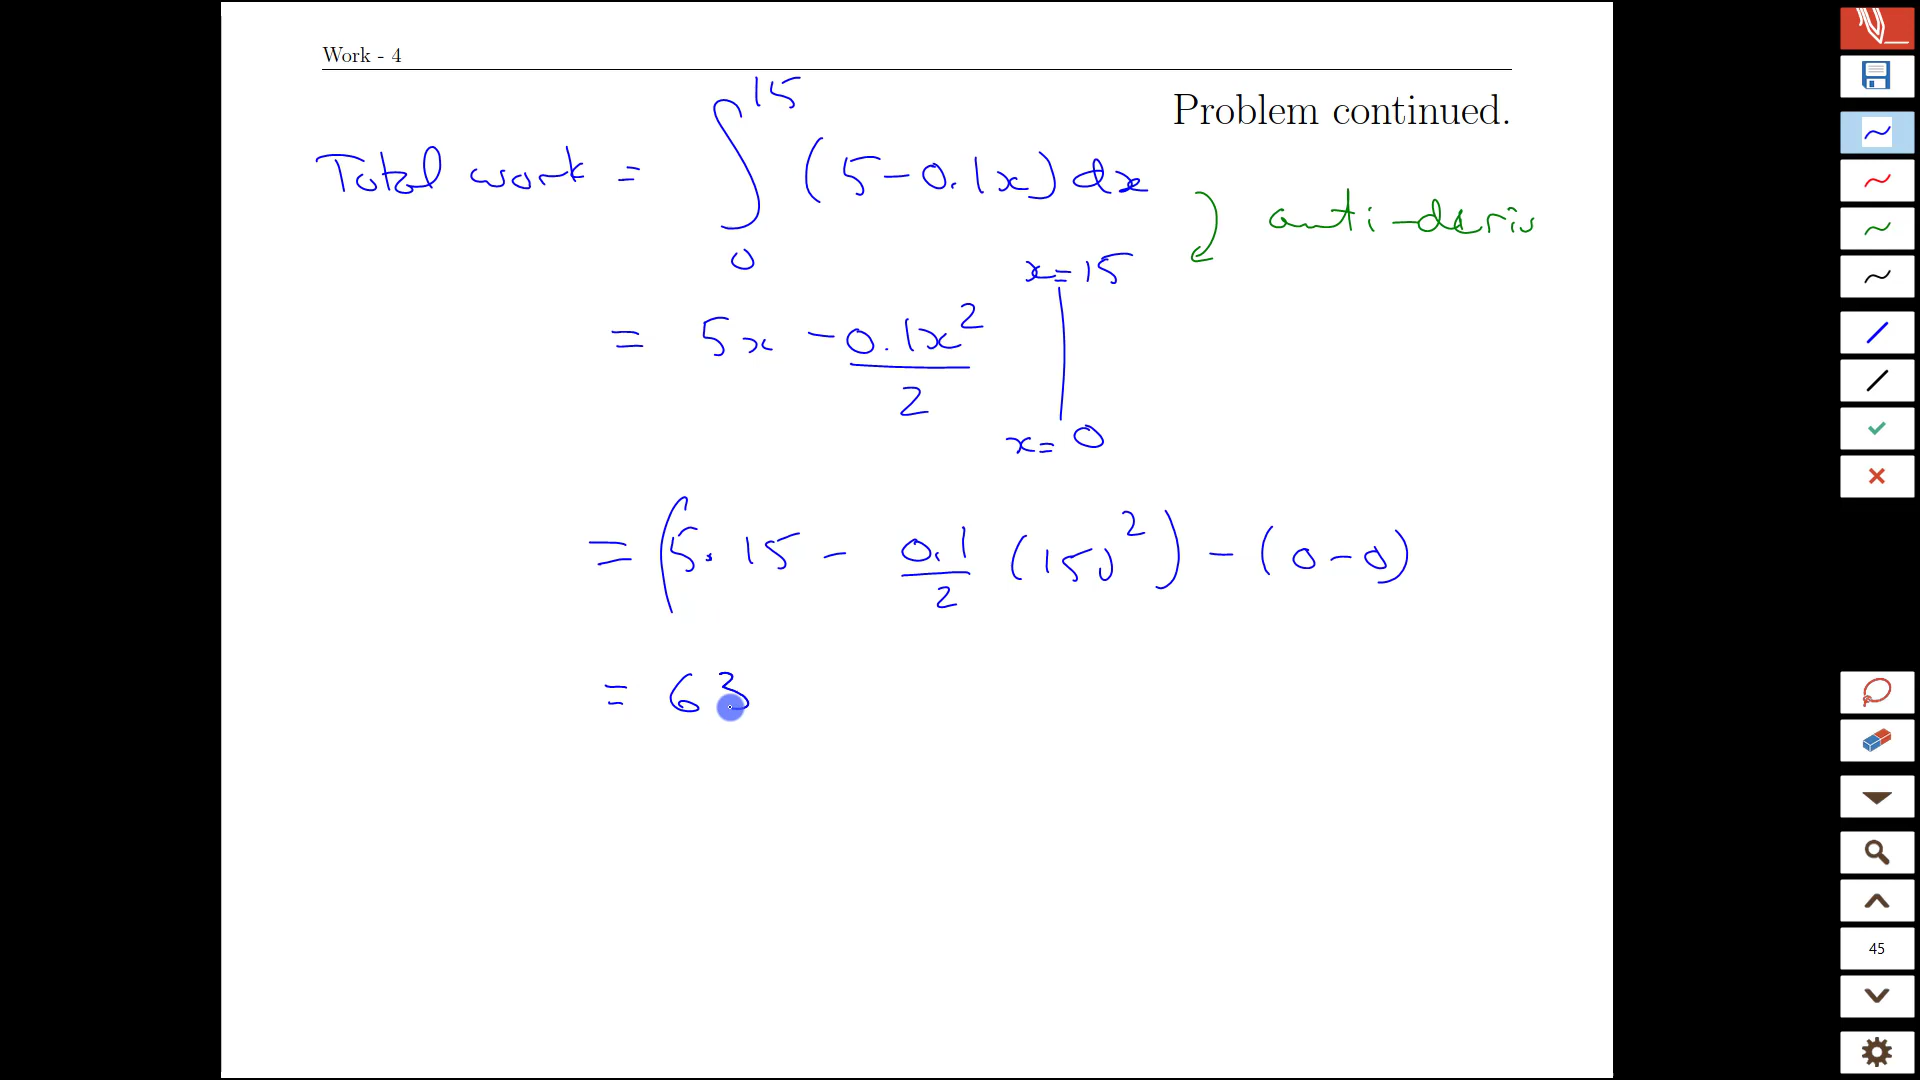 Work - 4
Problem continued.
Total work = ∫₀¹⁵ (5 - 0.1x) dx
anti-deriv
= 5x - 0.1x²/2 |
x=15
x=0
= (5·15 - 0.1/2 (15)²) - (0-0)
= 63
45